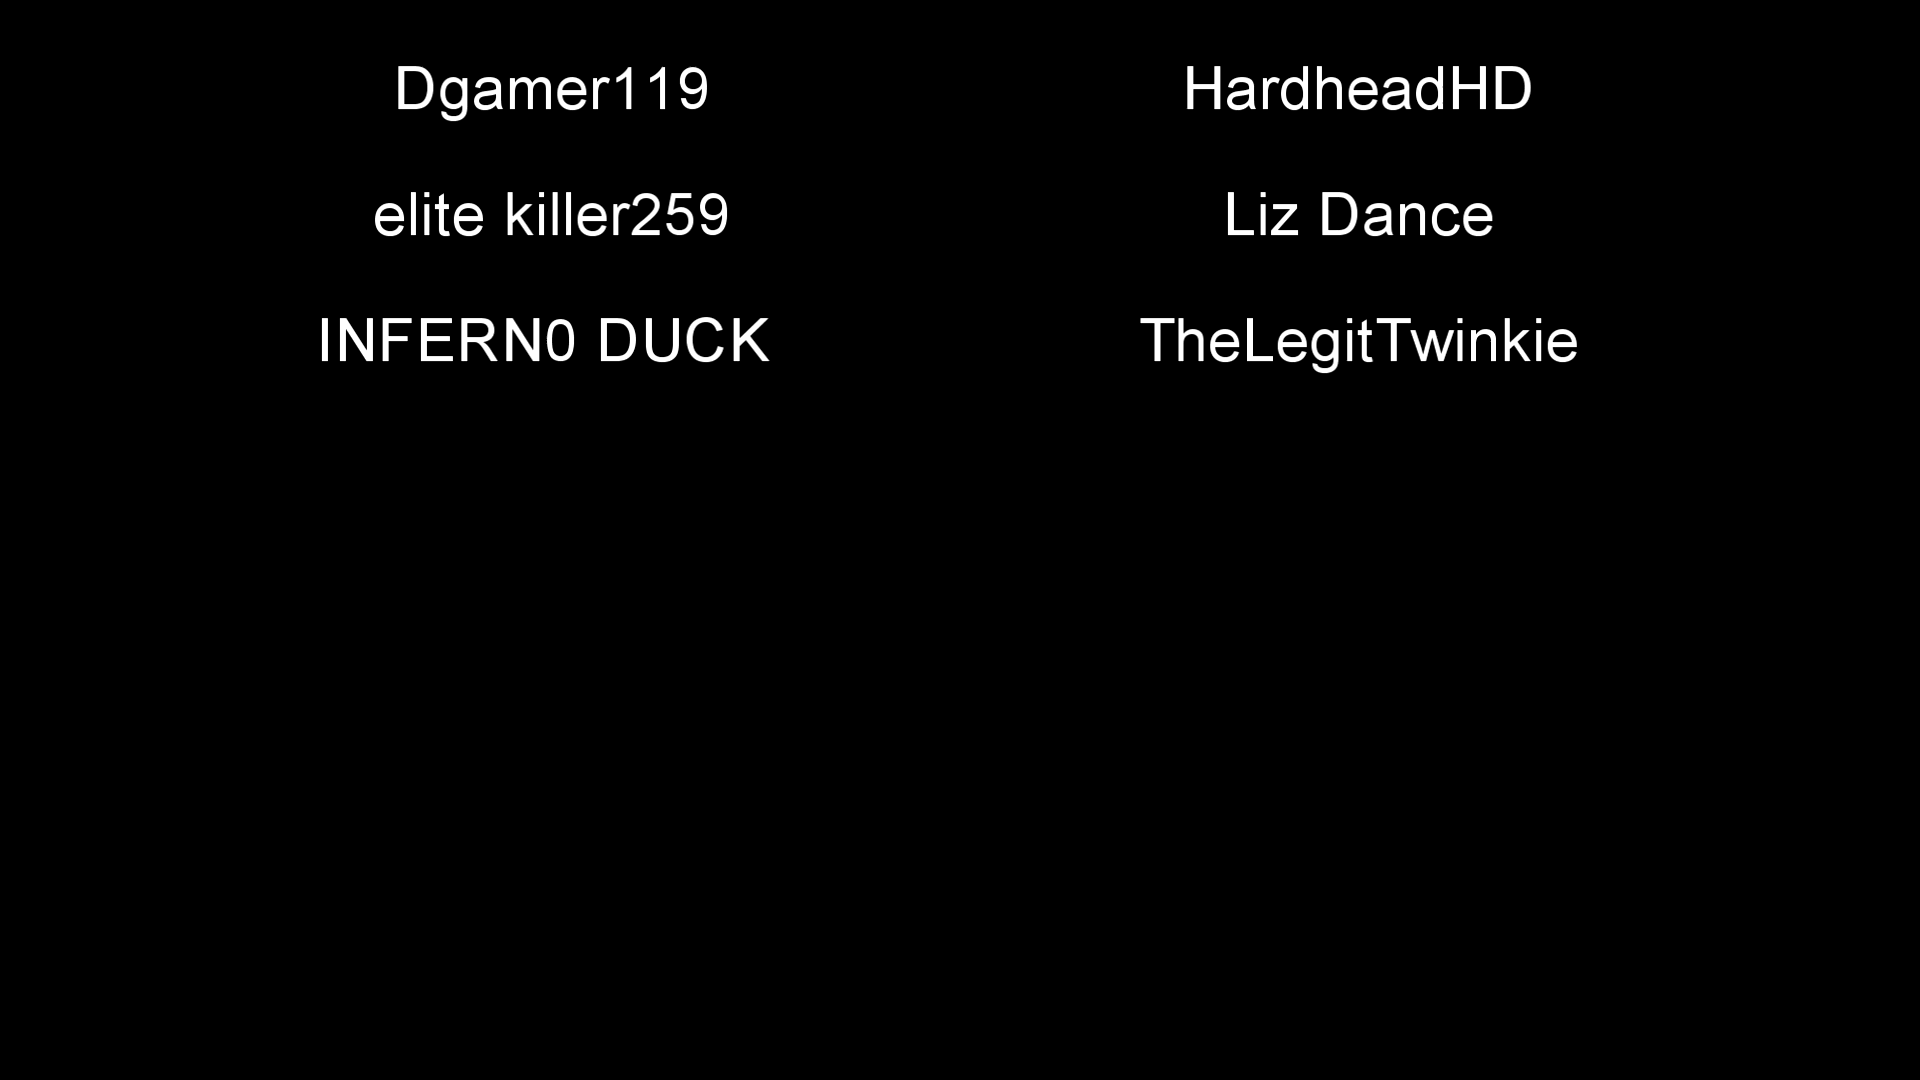 Dgamer119 HardheadHD
elite killer259 Liz Dance
INFERN0 DUCK TheLegitTwinkie